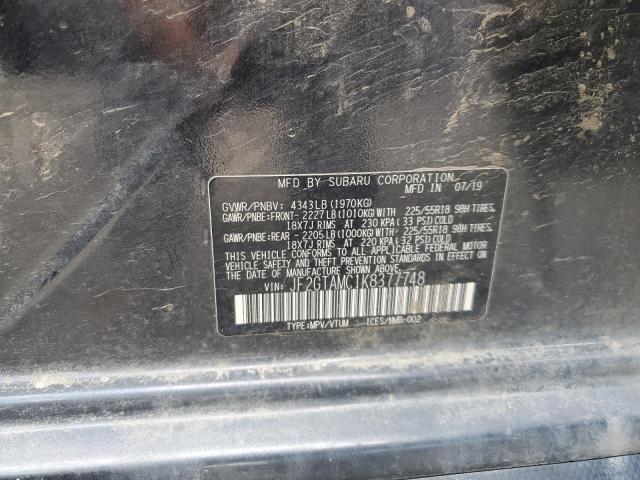 MFD BY SUBARU CORPORATION
GVWR/PNBV: 4343LB(1970KG) MFD IN 07/19
GAWR/PNBE:FRONT- 2227LB(1010KG)WITH 225/55R18 98H TIRES,
18X7J RIMS AT 230 KPA(33 PSI)COLD
GAWR/PNBE:REAR - 2205LB(1000KG)WITH 225/55R18 98H TIRES,
18X7J RIMS AT 220 KPA(32 PSI)COLD
THIS VEHICLE CONFORMS TO ALL APPLICABLE FEDERAL MOTOR
VEHICLE SAFETY AND BUMPER STANDARDS IN EFFECT ON
THE DATE OF MANUFACTURE SHOWN ABOVE.
VIN: JF2GTAMC1K8377748
TYPE:MPV/VTUM ICES/NMB-002